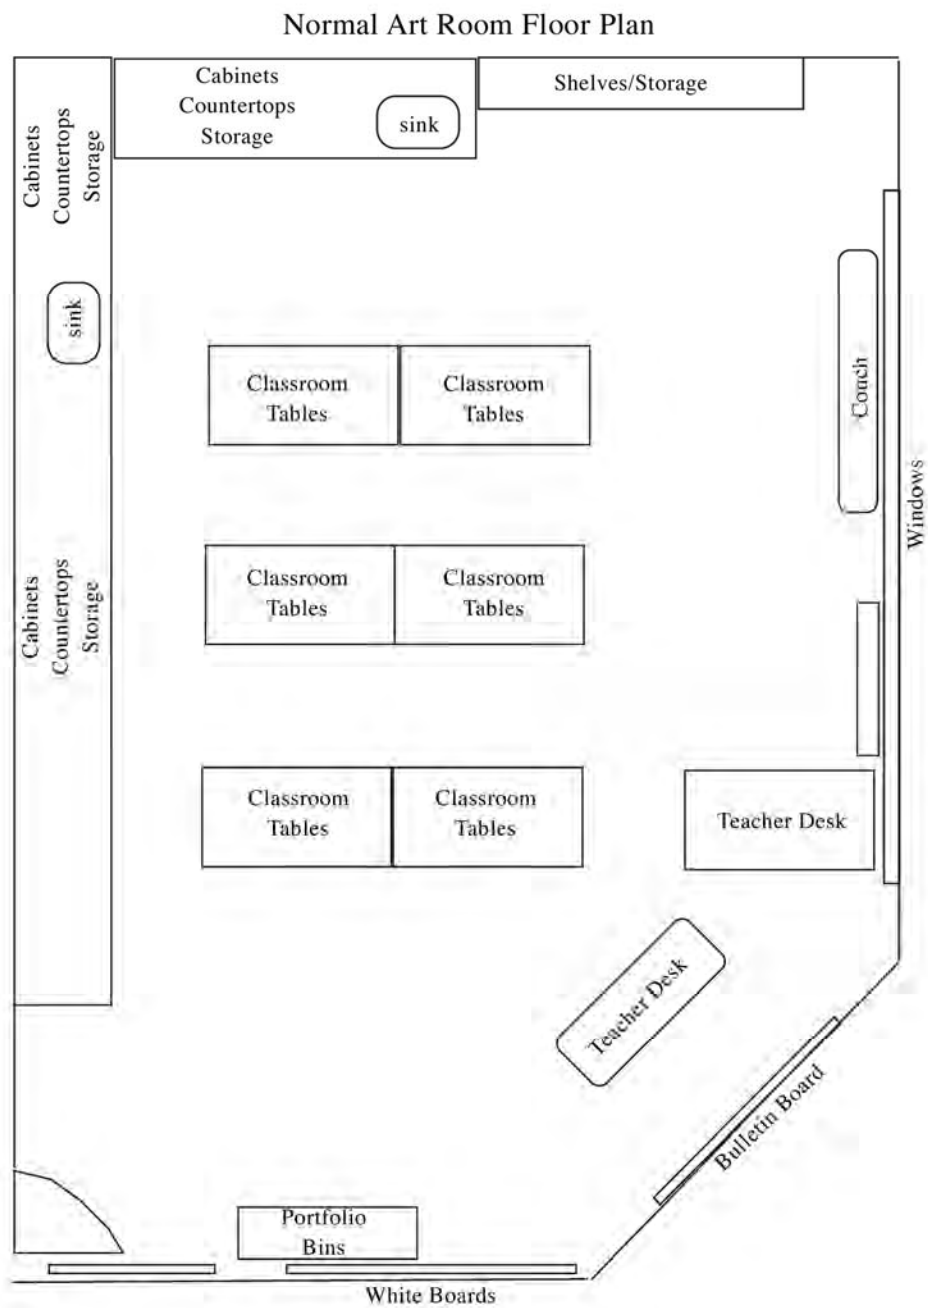 Normal Art Room Floor Plan
Cabinets
Countertops
Storage
sink
Shelves/Storage
Cabinets
Countertops
Storage
sink
Classroom
Tables
Classroom
Tables
Couch
Windows
Cabinets
Countertops
Storage
Classroom
Tables
Classroom
Tables
Classroom
Tables
Classroom
Tables
Teacher Desk
Teacher Desk
Bulletin Board
Portfolio
Bins
White Boards